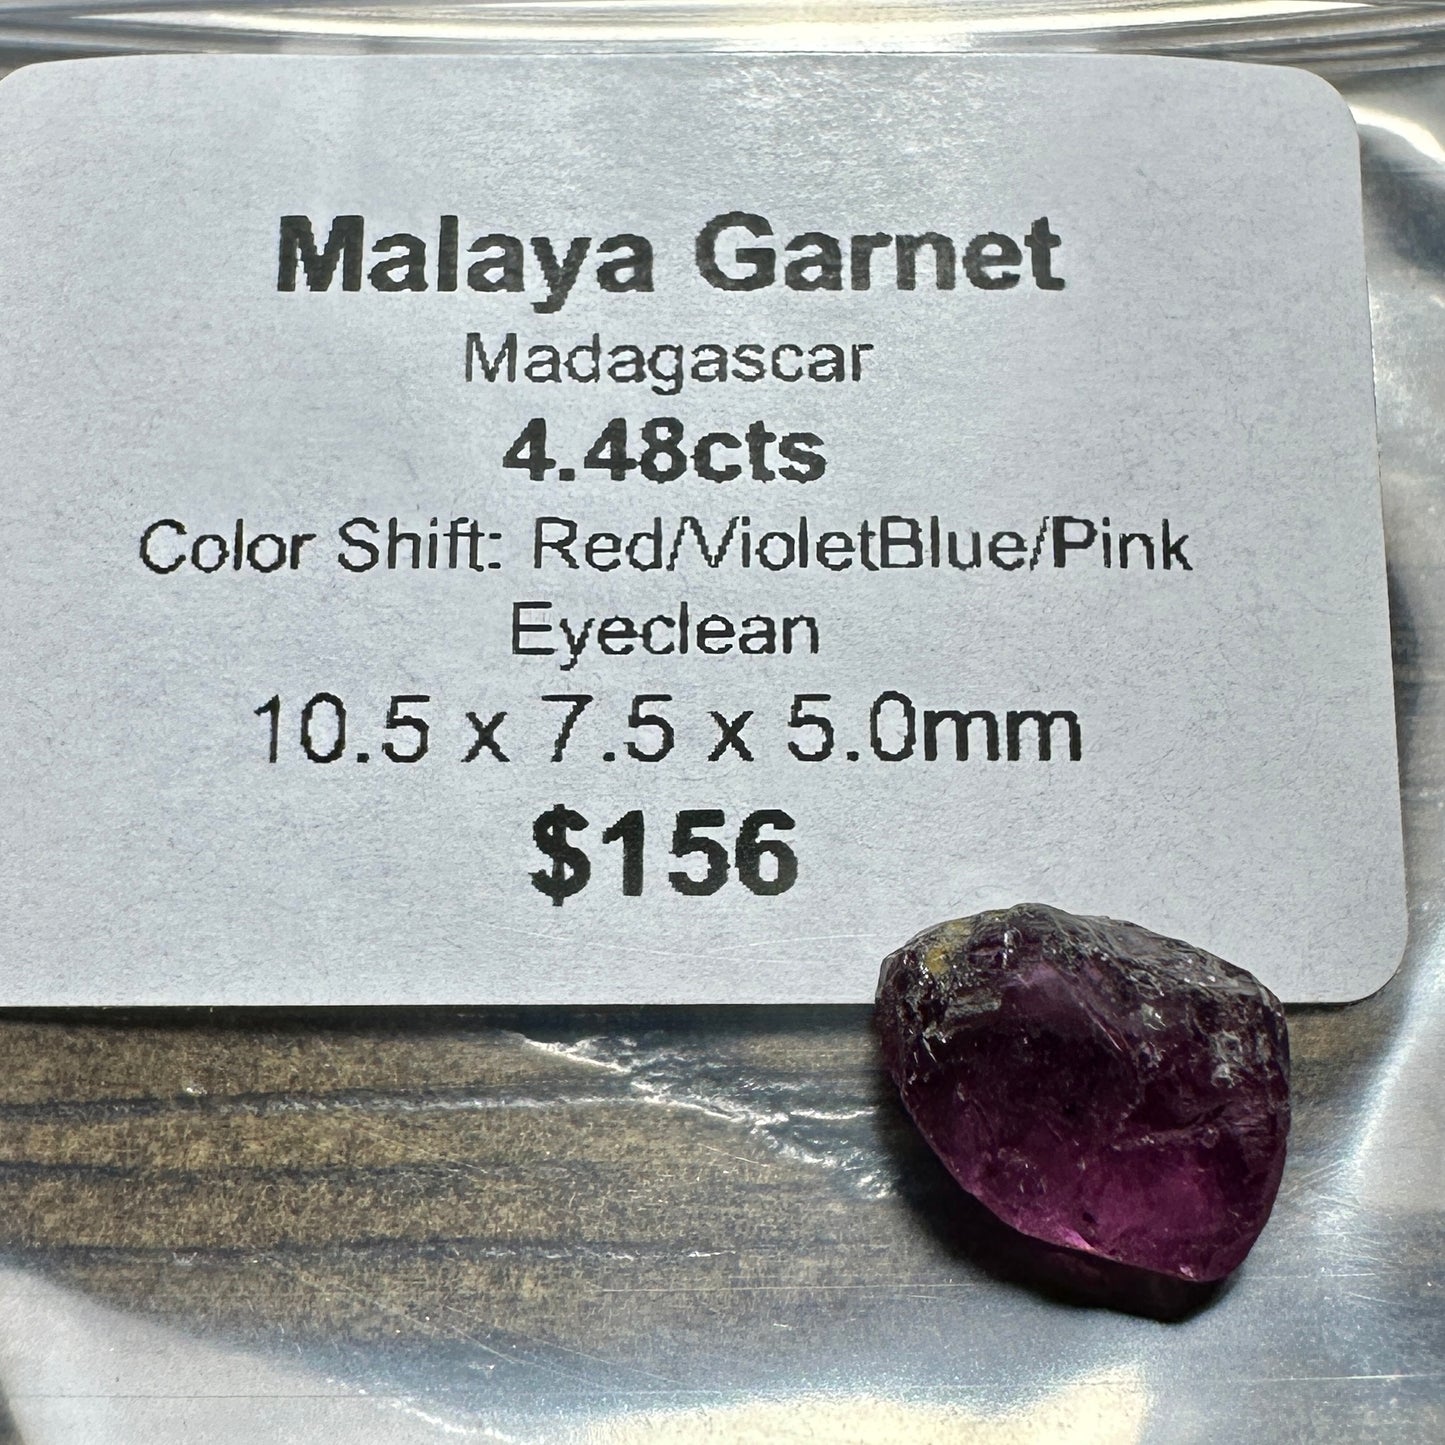 Malaya Garnet
Madagascar
4.48cts
Color Shift: Red/VioletBlue/Pink
Eyeclean
10.5 x 7.5 x 5.0mm
$156